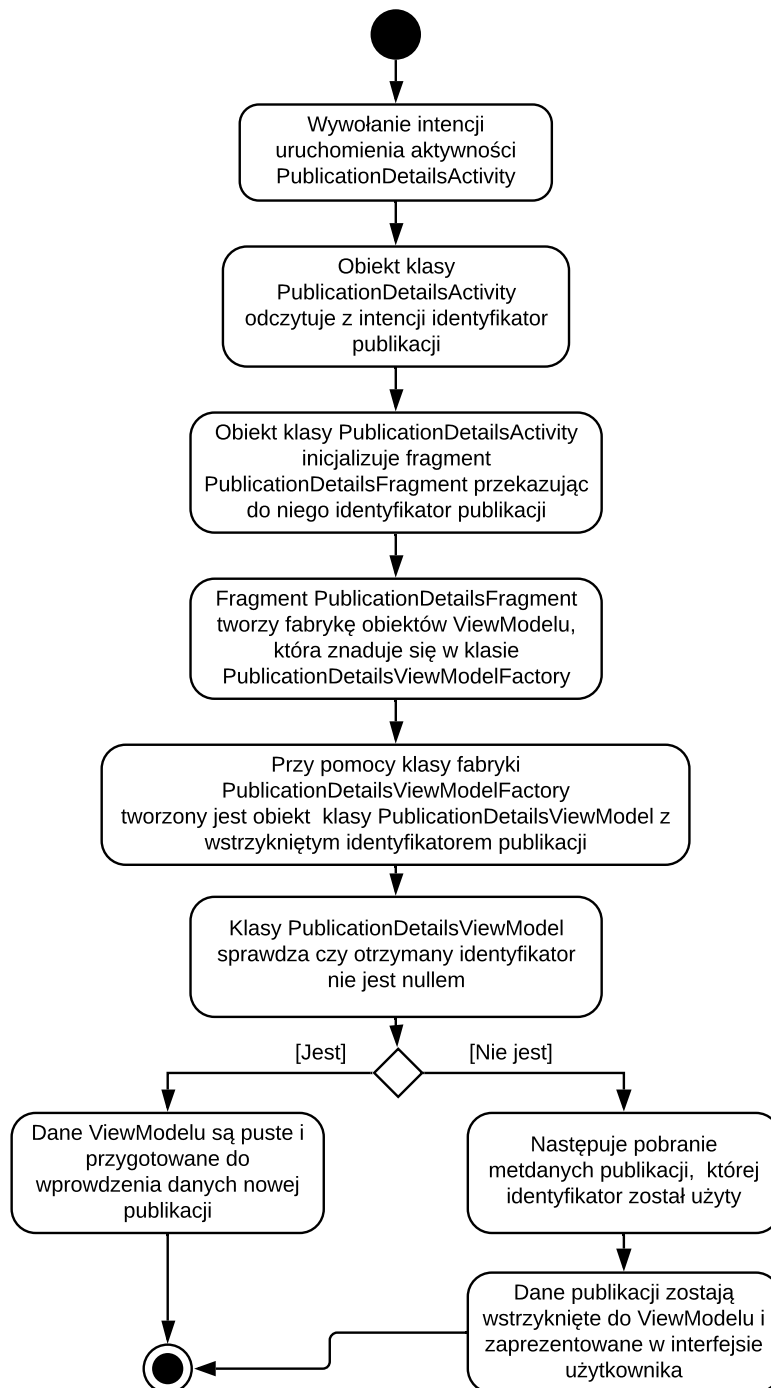 Wywołanie intencji
uruchomienia aktywności
PublicationDetailsActivity
Obiekt klasy
PublicationDetailsActivity
odczytuje z intencji identyfikator
publikacji
Obiekt klasy PublicationDetailsActivity
inicjalizuje fragment
PublicationDetailsFragment przekazując
do niego identyfikator publikacji
Fragment PublicationDetailsFragment
tworzy fabrykę obiektów ViewModelu,
która znaduje się w klasie
PublicationDetailsViewModelFactory
Przy pomocy klasy fabryki
PublicationDetailsViewModelFactory
tworzony jest obiekt klasy PublicationDetailsViewModel z
wstrzykniętym identyfikatorem publikacji
Klasy PublicationDetailsViewModel
sprawdza czy otrzymany identyfikator
nie jest nullem
[Jest]
[Nie jest]
Dane ViewModelu są puste i
przygotowane do
wprowdzenia danych nowej
publikacji
Następuje pobranie
metdanych publikacji, której
identyfikator został użyty
Dane publikacji zostają
wstrzyknięte do ViewModelu i
zaprezentowane w interfejsie
użytkownika